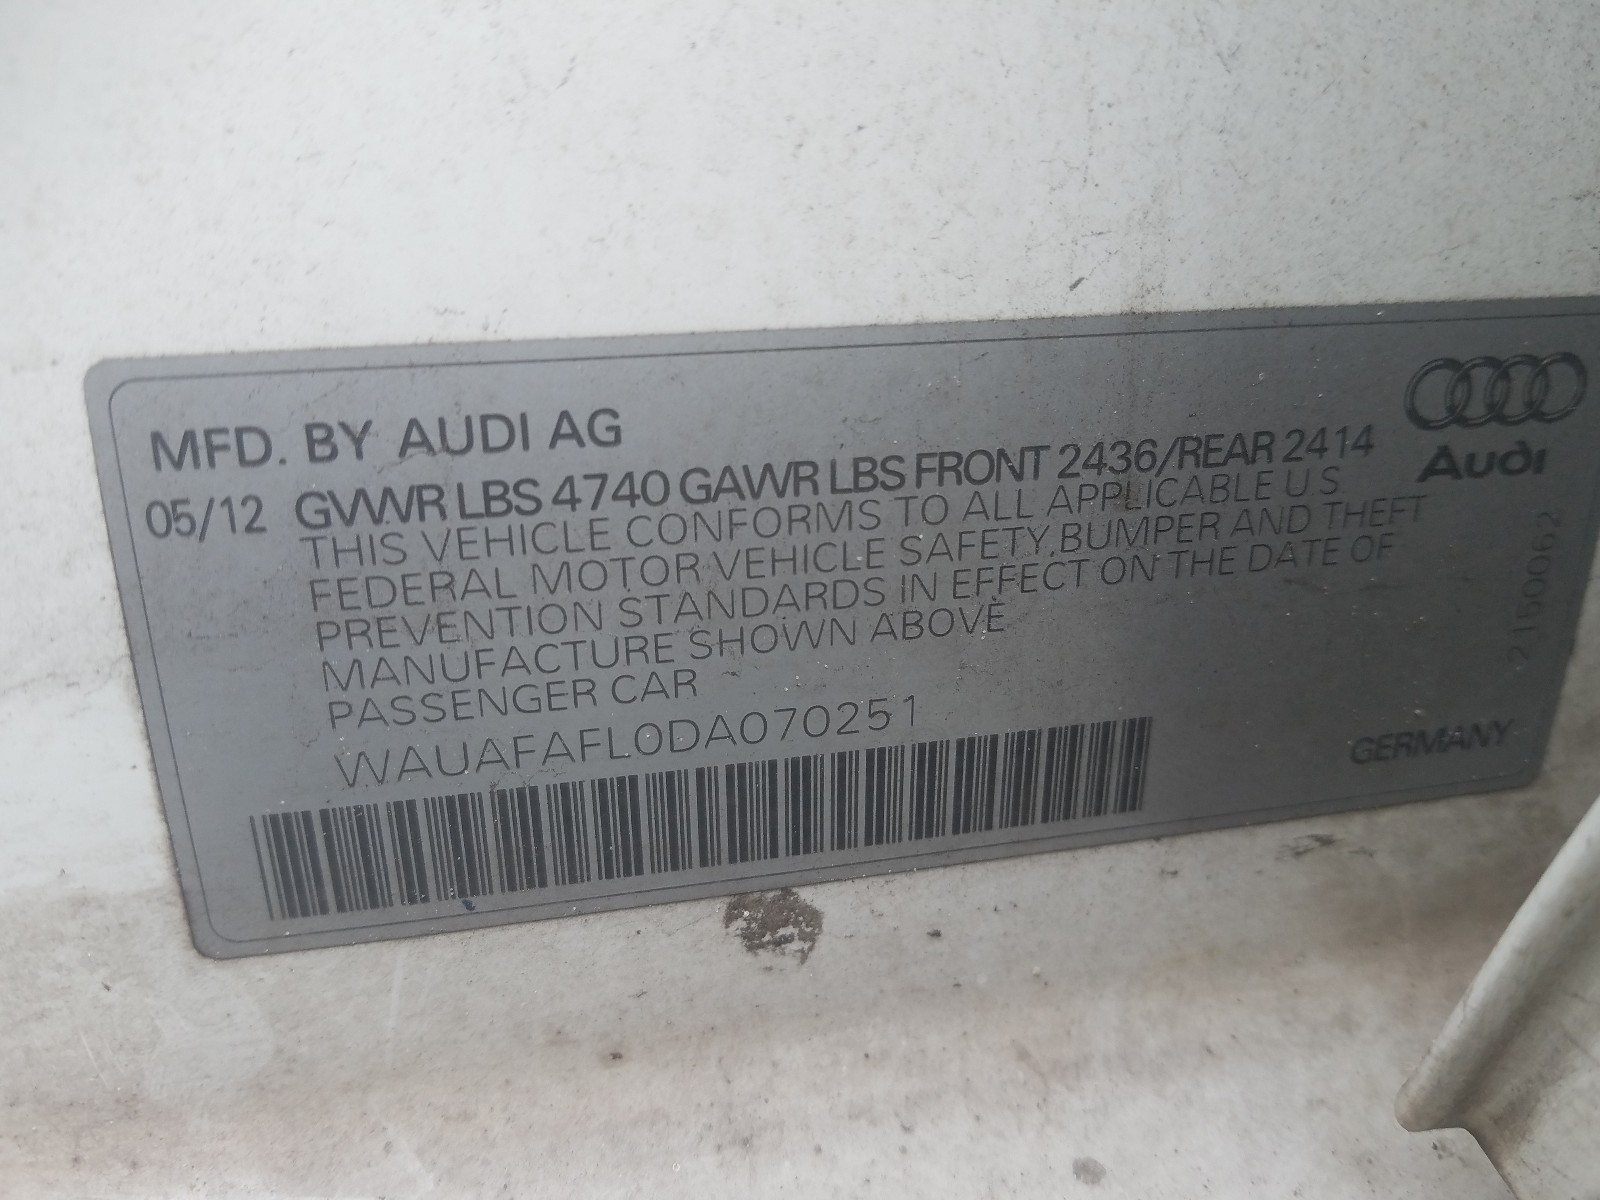 MFD. BY AUDI AG
Audi
05/12 GVWR LBS 4740 GAWR LBS FRONT 2436/REAR 2414
THIS VEHICLE CONFORMS TO ALL APPLICABLE U.S
FEDERAL MOTOR VEHICLE SAFETY, BUMPER AND THEFT
PREVENTION STANDARDS IN EFFECT ON THE DATE OF
MANUFACTURE SHOWN ABOVE
PASSENGER CAR
WAUAFAFL0DA070251
GERMANY
2150062